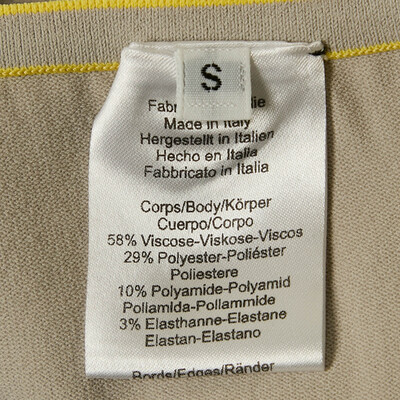 S
Made in Italy
Hergestellt in Italien
Hecho en Italia
Fabbricato in Italia
Corps/Body/Körper
Cuerpo/Corpo
58% Viscose-Viskose-Viscos
29% Polyester-Poliéster
Poliestere
10% Polyamide-Polyamid
Poliamida-Poliammide
3% Elasthanne-Elastane
Elastan-Elastano
Bords/Edges/Ränder